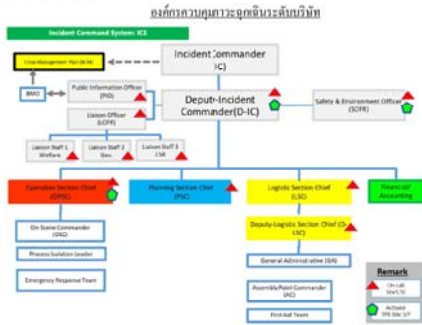 องค์กรควบคุมภาวะฉุกเฉินระดับบริษัท
Incident Command System: ICS
Incident Commander
(IC)
Crisis Management Plan
BMO
Public Information Officer
(PIO)
Deputy-Incident
Commander(D-IC)
Safety & Environment Officer
(SOFR)
Liaison Officer
(LOFR)
Liaison Staff 1
Welfare
Liaison Staff 2
Gov.
Liaison Staff 3
CSR
Operation Section Chief
(OPSC)
Planning Section Chief
(PSC)
Logistic Section Chief
(LSC)
Financial/
Accounting
On Scene Commander
(OSC)
Deputy-Logistic Section Chief (D-
LSC)
Process Isolation Leader
General Administrative (GA)
Emergency Response Team
Assembly Point Commander
(AC)
First Aid Team
Remark
On call
Activate